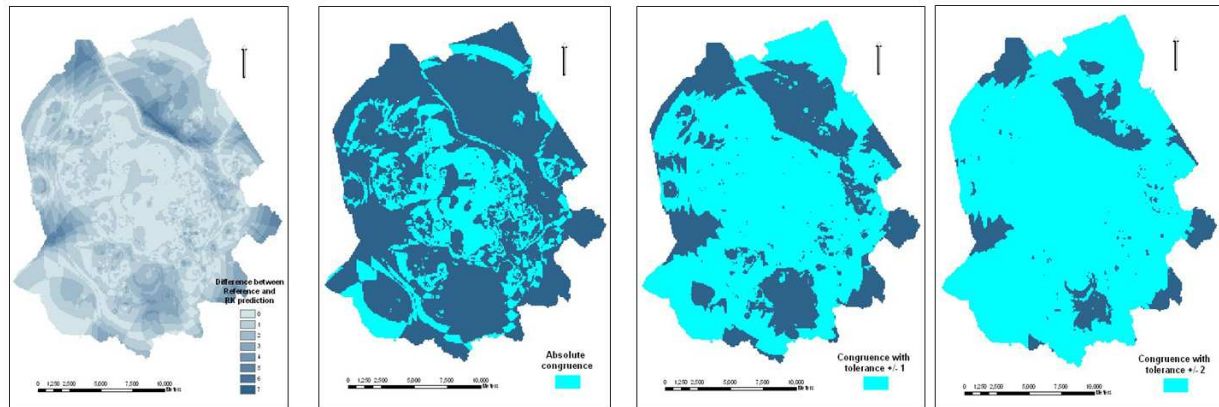 Difference between
Reference and
RK prediction
0
1
2
3
4
5
6
7
0 1,250 2,500 5,000 7,500 10,000
Absolute
congruence
0 1,250 2,500 5,000 7,500 10,000
Congruence with
tolerance +/- 1
0 1,250 2,500 5,000 7,500 10,000
Congruence with
tolerance +/- 2
0 1,250 2,500 5,000 7,500 10,000